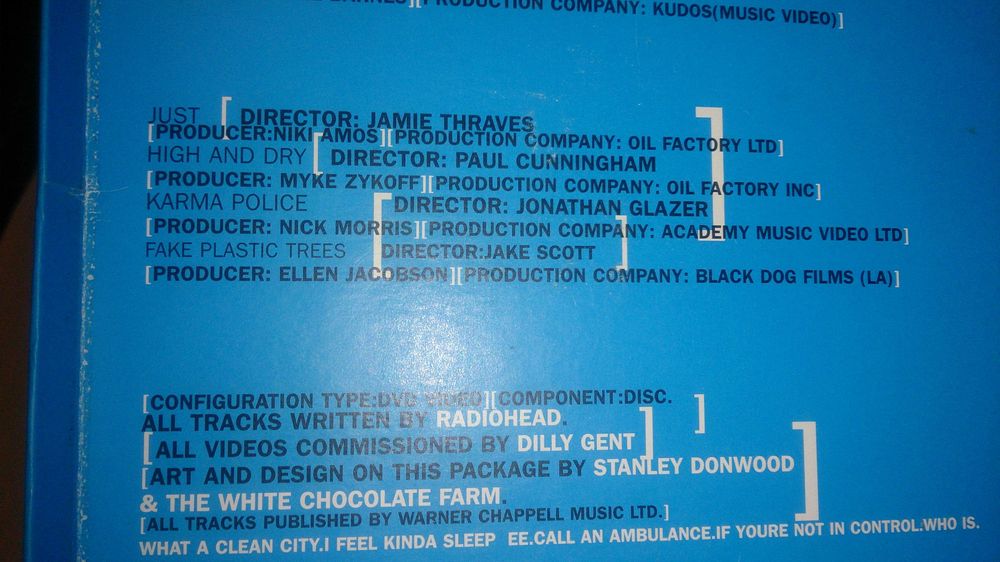 [PRODUCTION COMPANY: KUDOS(MUSIC VIDEO)]
JUST [ DIRECTOR: JAMIE THRAVES ]
[PRODUCER:NIKI AMOS][PRODUCTION COMPANY: OIL FACTORY LTD]
HIGH AND DRY [ DIRECTOR: PAUL CUNNINGHAM
[PRODUCER: MYKE ZYKOFF][PRODUCTION COMPANY: OIL FACTORY INC]
KARMA POLICE [ DIRECTOR: JONATHAN GLAZER
[PRODUCER: NICK MORRIS][PRODUCTION COMPANY: ACADEMY MUSIC VIDEO LTD]
FAKE PLASTIC TREES DIRECTOR:JAKE SCOTT ]
[PRODUCER: ELLEN JACOBSON][PRODUCTION COMPANY: BLACK DOG FILMS (LA)]
[CONFIGURATION TYPE:DVD VIDEO][COMPONENT:DISC. ]
ALL TRACKS WRITTEN BY RADIOHEAD.
[ALL VIDEOS COMMISSIONED BY DILLY GENT ]
[ART AND DESIGN ON THIS PACKAGE BY STANLEY DONWOOD ]
& THE WHITE CHOCOLATE FARM.
[ALL TRACKS PUBLISHED BY WARNER CHAPPELL MUSIC LTD.]
WHAT A CLEAN CITY.I FEEL KINDA SLEEP EE.CALL AN AMBULANCE.IF YOURE NOT IN CONTROL.WHO IS.